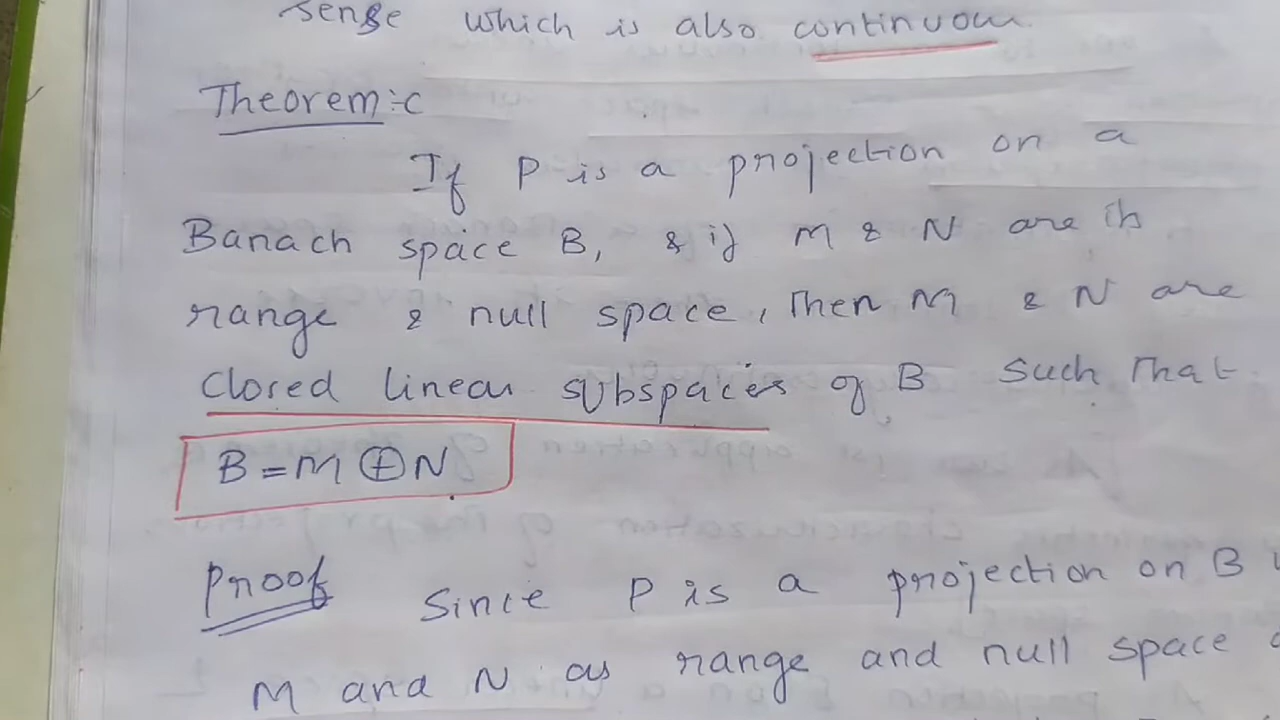 sense which is also continuous
Theorem :-
If P is a projection on a
Banach space B, & if M & N are its
range & null space, Then M & N are
closed linear subspaces of B such That
B = M ⊕ N
Proof Since P is a projection on B
M and N as range and null space